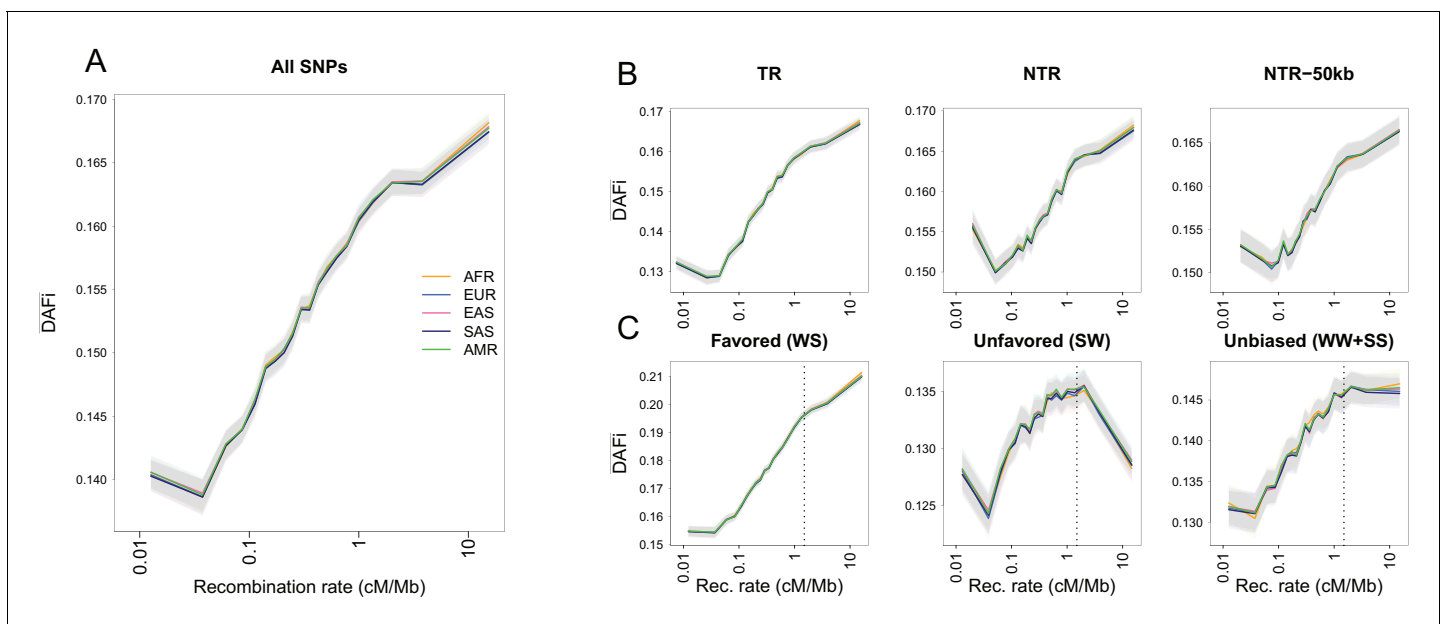 A
All SNPs
0.170
0.165
0.160
0.155
0.150
0.145
0.140
DAFi
0.01
0.1
1
10
Recombination rate (cM/Mb)
AFR
EUR
EAS
SAS
AMR
B
TR
0.17
0.16
0.15
0.14
0.13
DAFi
0.01
0.1
1
10
NTR
0.170
0.165
0.160
0.155
0.150
0.01
0.1
1
10
NTR−50kb
0.165
0.160
0.155
0.150
0.01
0.1
1
10
C
Favored (WS)
0.21
0.20
0.19
0.18
0.17
0.16
0.15
DAFi
0.01
0.1
1
10
Rec. rate (cM/Mb)
Unfavored (SW)
0.135
0.130
0.125
0.01
0.1
1
10
Rec. rate (cM/Mb)
Unbiased (WW+SS)
0.145
0.140
0.135
0.130
0.01
0.1
1
10
Rec. rate (cM/Mb)